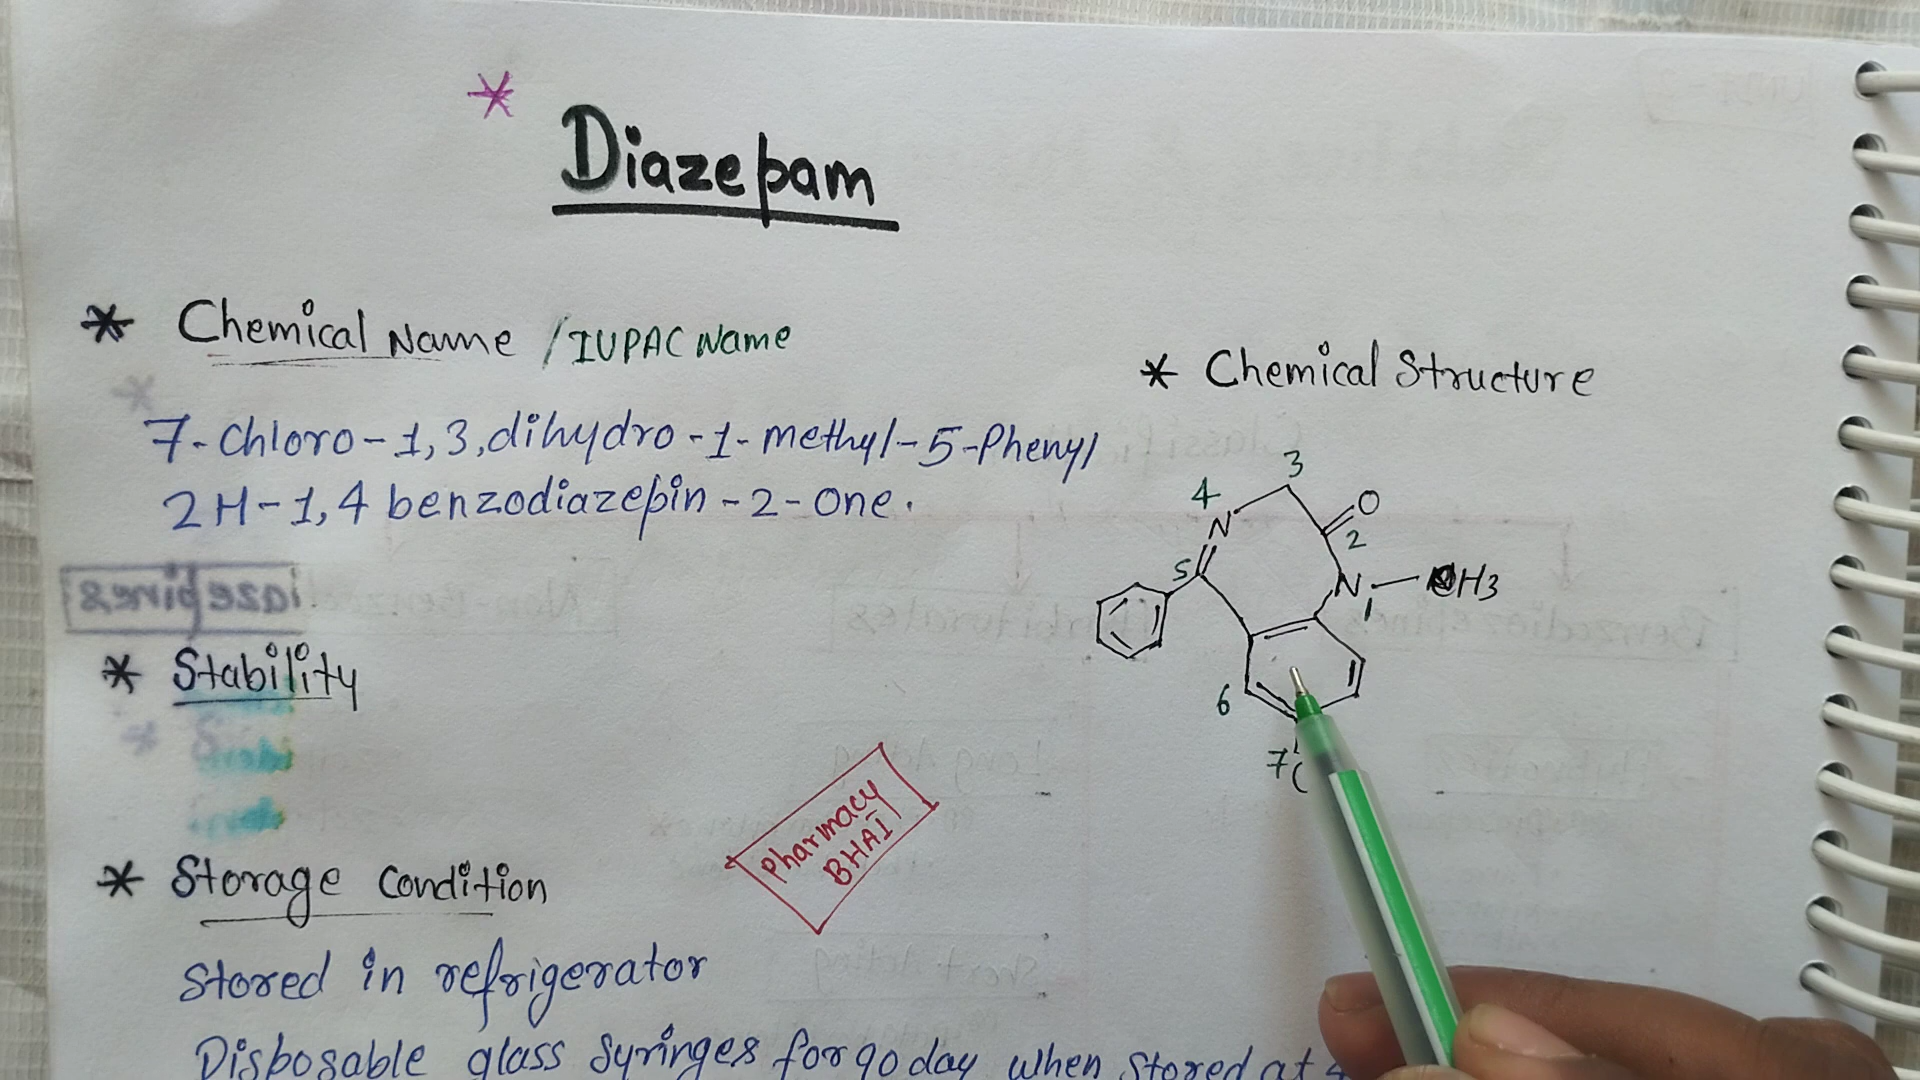 * Diazepam
* Chemical Name / IUPAC Name
7-Chloro-1,3,dihydro-1-methyl-5-Phenyl
2H-1,4 benzodiazepin-2-one.
* Chemical Structure
3
4
N
O
2
5
N
1
CH3
6
7
* Stability
Pharmacy
BHAI
* Storage Condition
Stored in refrigerator
Disposable glass syringes for 90 day when stored at 4